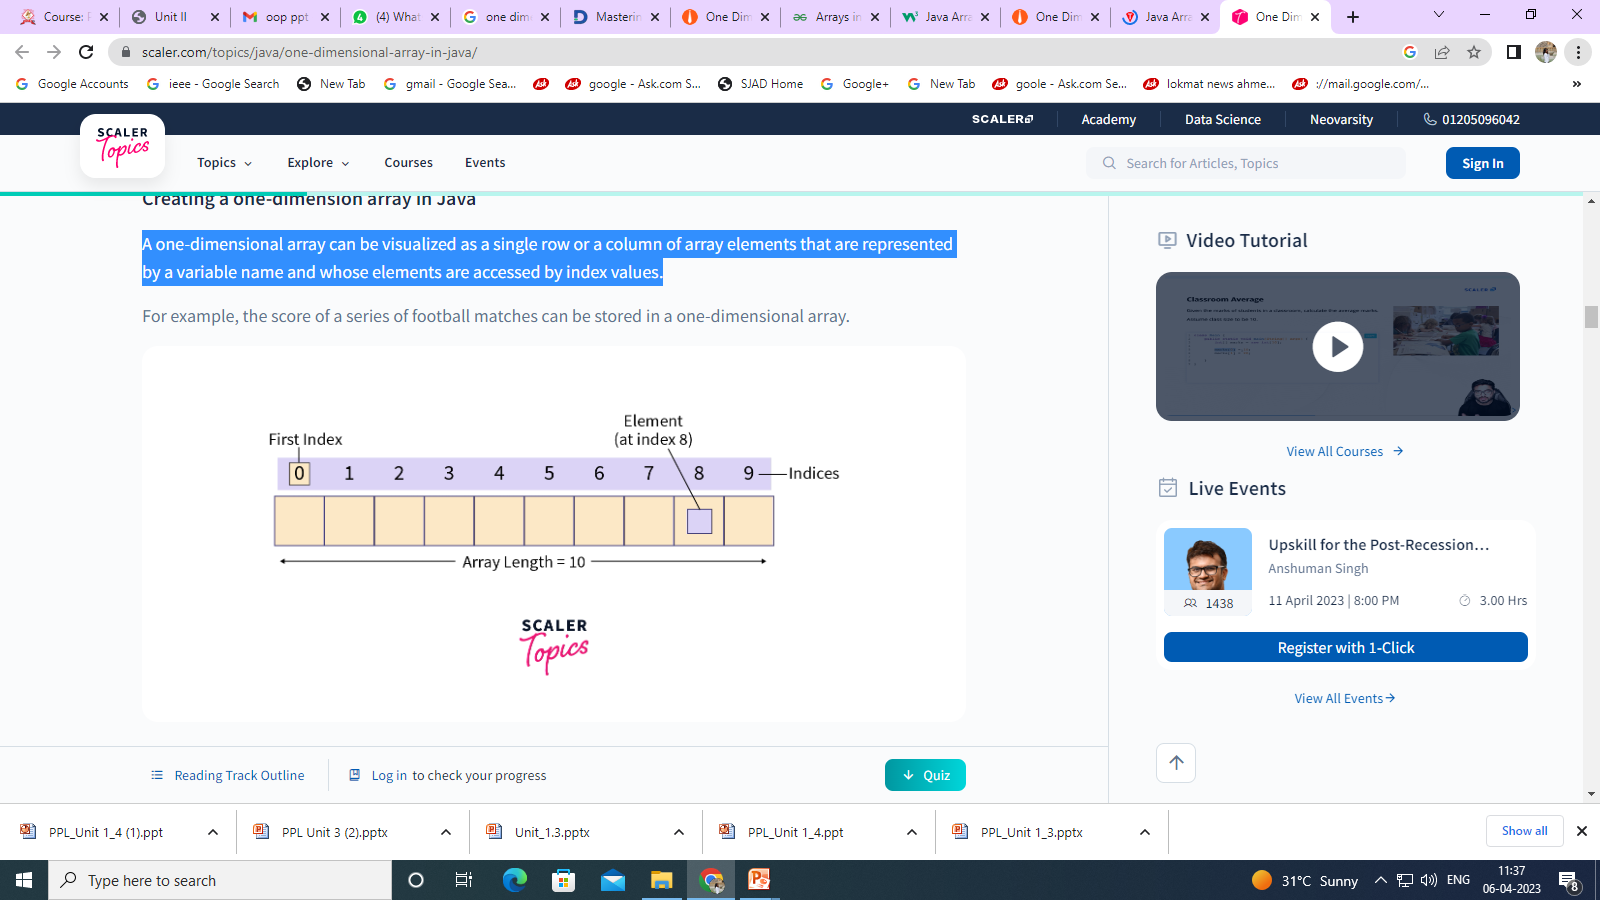 Course: 
Unit II
oop ppt
(4) What
one dim
Masterin
One Dim
Arrays in
Java Arra
One Dim
Java Arra
One Dim
scaler.com/topics/java/one-dimensional-array-in-java/
Google Accounts
ieee - Google Search
New Tab
gmail - Google Sea...
google - Ask.com S...
SJAD Home
Google+
New Tab
goole - Ask.com Se...
lokmat news ahme...
://mail.google.com/...
»
SCALER
Academy
Data Science
Neovarsity
01205096042
SCALER
Topics
Topics
Explore
Courses
Events
Search for Articles, Topics
Sign In
Creating a one-dimension array in Java
A one-dimensional array can be visualized as a single row or a column of array elements that are represented
by a variable name and whose elements are accessed by index values.
For example, the score of a series of football matches can be stored in a one-dimensional array.
Element
(at index 8)
First Index
0 1 2 3 4 5 6 7 8 9 Indices
Array Length = 10
SCALER
Topics
Video Tutorial
SCALER
Classroom Average
View All Courses
Live Events
Upskill for the Post-Recession...
Anshuman Singh
1438
11 April 2023 | 8:00 PM
3.00 Hrs
Register with 1-Click
View All Events
Reading Track Outline
Log in to check your progress
Quiz
PPL_Unit 1_4 (1).ppt
PPL Unit 3 (2).pptx
Unit_1.3.pptx
PPL_Unit 1_4.ppt
PPL_Unit 1_3.pptx
Show all
Type here to search
31°C Sunny
ENG
11:37
06-04-2023
8